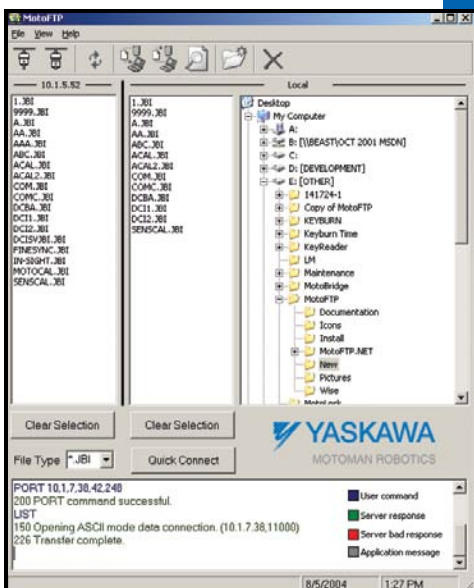 MotoFTP
File View Help
10.1.5.52
Local
1.JBI
9999.JBI
A.JBI
AA.JBI
AAA.JBI
ABC.JBI
ACAL.JBI
ACAL2.JBI
COM.JBI
COMC.JBI
DCBA.JBI
DCI1.JBI
DCI2.JBI
DCISVJBI.JBI
FINESYNC.JBI
IN-SIGHT.JBI
MOTOCAL.JBI
SENSCAL.JBI
1.JBI
9999.JBI
A.JBI
AA.JBI
ABC.JBI
ACAL.JBI
ACAL2.JBI
COM.JBI
COMC.JBI
DCBA.JBI
DCI1.JBI
DCI2.JBI
SENSCAL.JBI
Desktop
My Computer
A:
B: [\\BEAST\OCT 2001 MSDN]
C:
D: [DEVELOPMENT]
E: [OTHER]
141724-1
Copy of MotoFTP
KEYBURN
Keyburn Time
KeyReader
LM
Maintenance
MotoBridge
MotoFTP
Documentation
Icons
Install
MotoFTP.NET
New
Pictures
Wise
MotoLock
Clear Selection
Clear Selection
File Type *.JBI
Quick Connect
YASKAWA
MOTOMAN ROBOTICS
PORT 10,1,7,38,42,248
200 PORT command successful.
LIST
150 Opening ASCII mode data connection. (10.1.7.38,11000)
226 Transfer complete.
User command
Server response
Server bad response
Application message
8/5/2004
1:27 PM